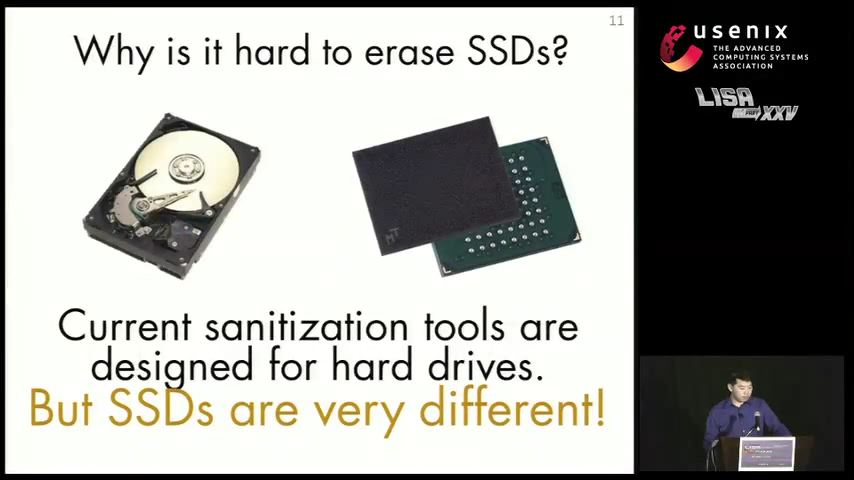 11
Why is it hard to erase SSDs?
Current sanitization tools are
designed for hard drives.
But SSDs are very different!
usenix
THE ADVANCED
COMPUTING SYSTEMS
ASSOCIATION
LISA
XXV
MT